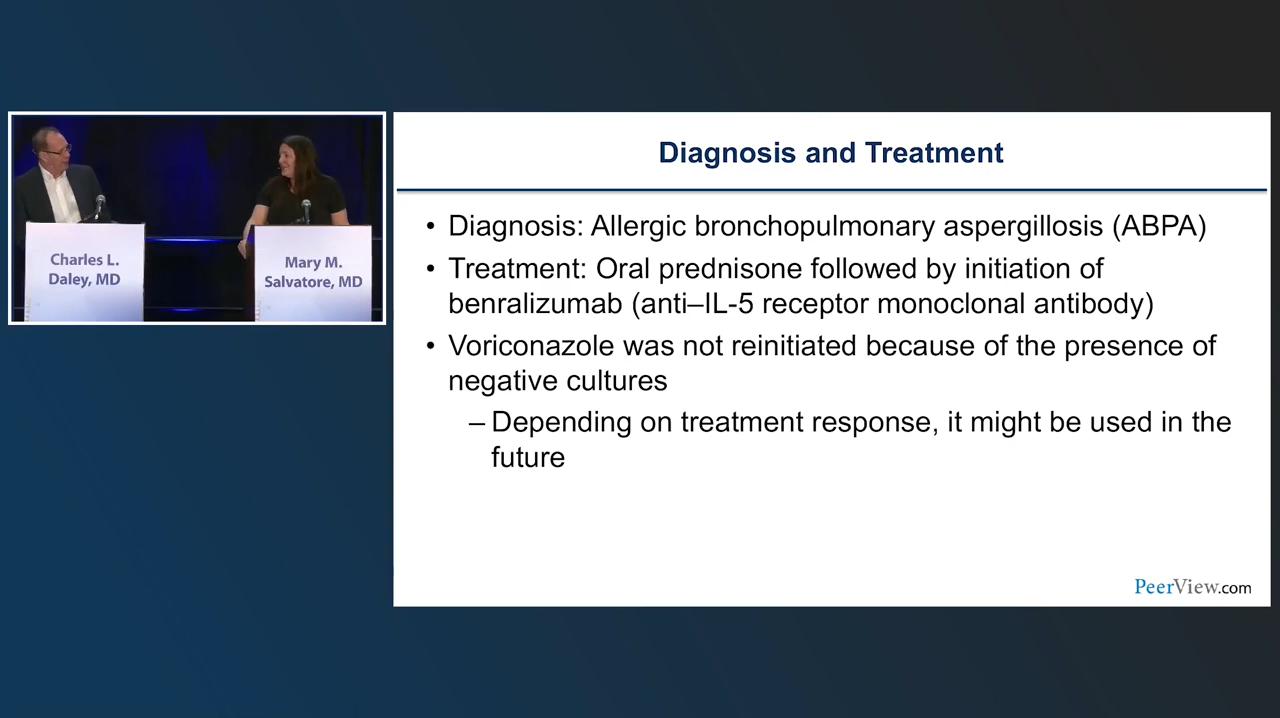 Charles L.
Daley, MD
Mary M.
Salvatore, MD
Diagnosis and Treatment
• Diagnosis: Allergic bronchopulmonary aspergillosis (ABPA)
• Treatment: Oral prednisone followed by initiation of
benralizumab (anti–IL-5 receptor monoclonal antibody)
• Voriconazole was not reinitiated because of the presence of
negative cultures
– Depending on treatment response, it might be used in the
future
PeerView.com